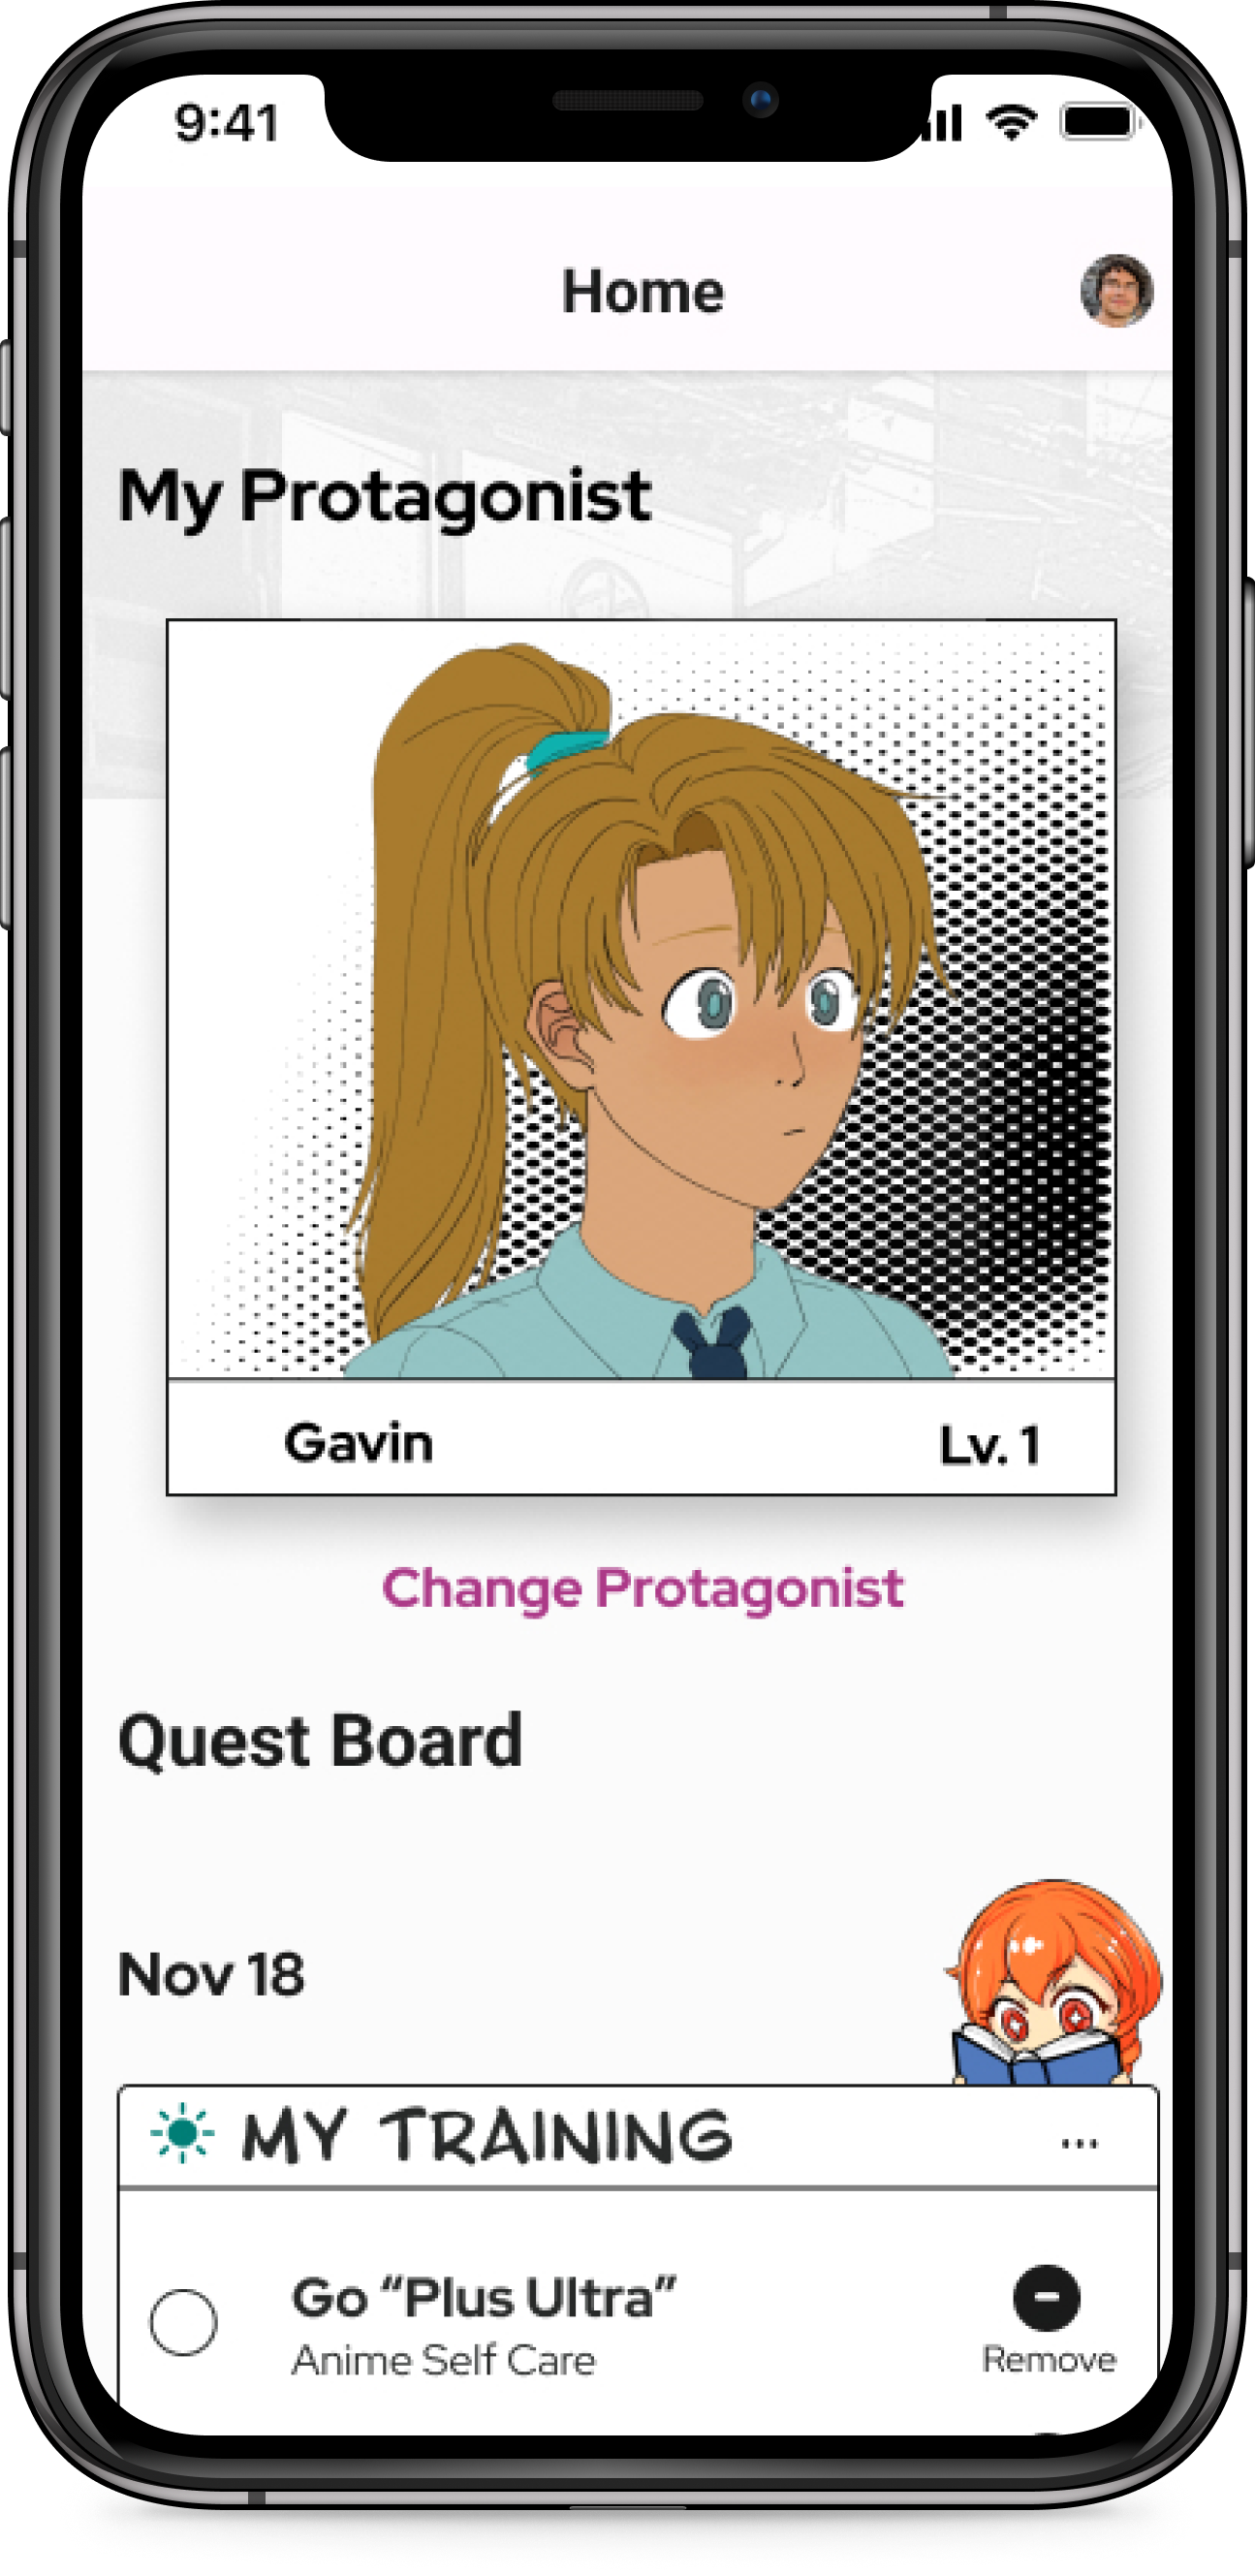 9:41
Home
My Protagonist
Gavin
Lv. 1
Change Protagonist
Quest Board
Nov 18
MY TRAINING
...
Go “Plus Ultra”
Anime Self Care
Remove